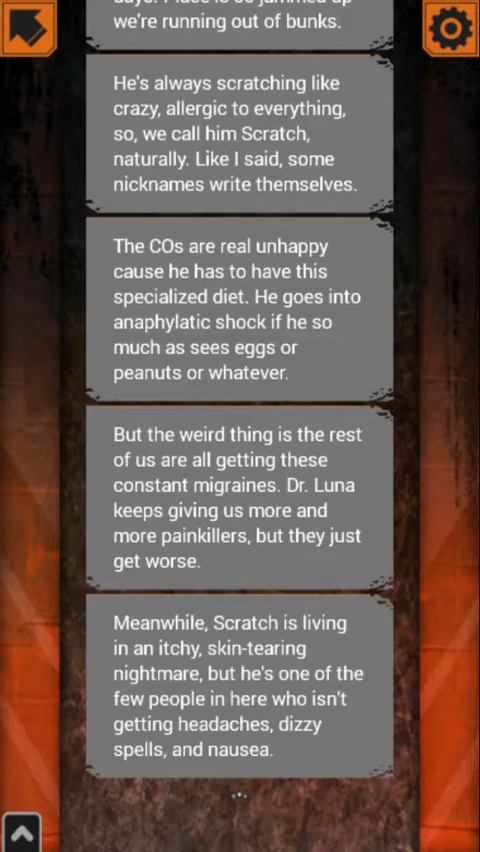 we're running out of bunks.
He's always scratching like
crazy, allergic to everything,
so, we call him Scratch,
naturally. Like I said, some
nicknames write themselves.
The COs are real unhappy
cause he has to have this
specialized diet. He goes into
anaphylatic shock if he so
much as sees eggs or
peanuts or whatever.
But the weird thing is the rest
of us are all getting these
constant migraines. Dr. Luna
keeps giving us more and
more painkillers, but they just
get worse.
Meanwhile, Scratch is living
in an itchy, skin-tearing
nightmare, but he's one of the
few people in here who isn't
getting headaches, dizzy
spells, and nausea.